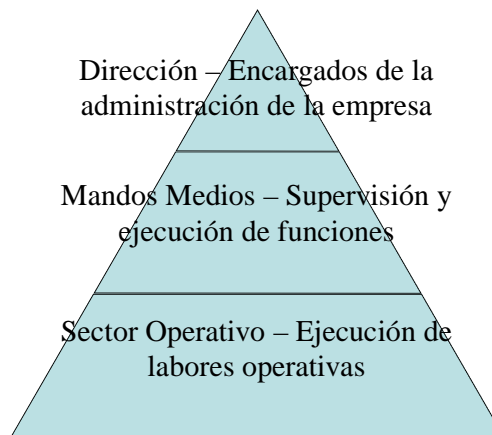 Dirección – Encargados de la
administración de la empresa
Mandos Medios – Supervisión y
ejecución de funciones
Sector Operativo – Ejecución de
labores operativas